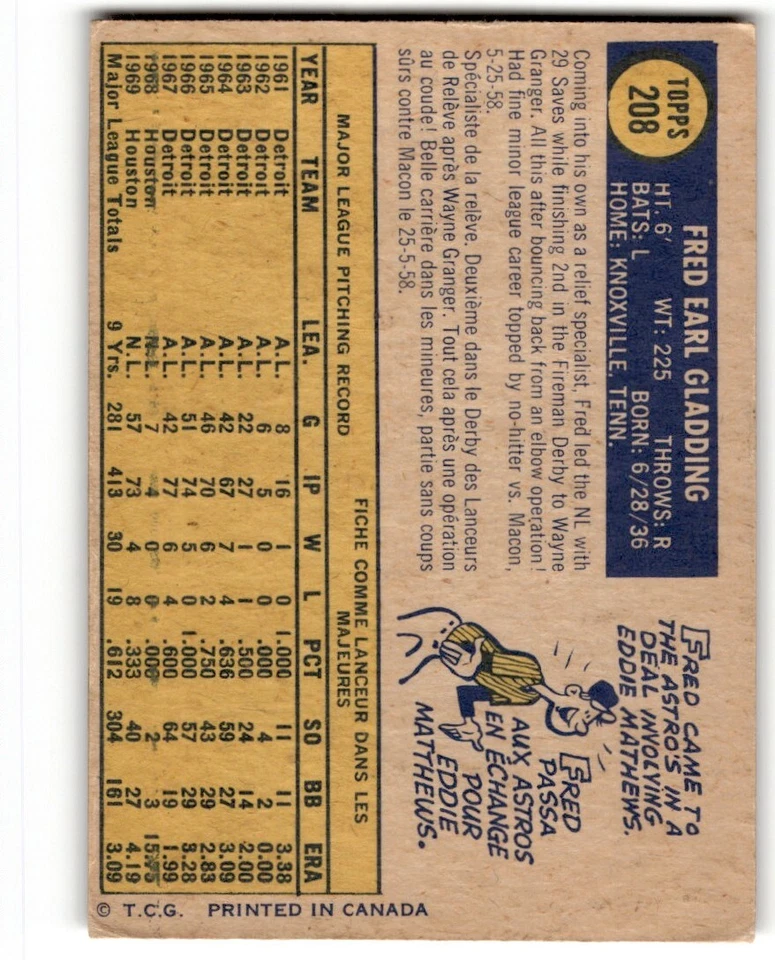 TOPPS
208
FRED EARL GLADDING
HT. 6' WT: 225 THROWS: R
BATS: L BORN: 6/28/36
HOME: KNOXVILLE, TENN.
Coming into his own as a relief specialist, Fred led the NL with
29 Saves while finishing 2nd in the Fireman Derby to Wayne
Granger. All this after bouncing back from an elbow operation!
Had fine minor league career topped by no-hitter vs. Macon,
5-25-58.
Spécialiste de la relève. Deuxième dans le Derby des Lanceurs
de Relève après Wayne Granger. Tout cela après une opération
au coude! Belle carrière dans les mineures, partie sans coups
sûrs contre Macon le 25-5-58.
FRED CAME TO
THE ASTRO'S IN A
DEAL INVOLVING
EDDIE MATHEWS.
FRED
PASSA
AUX ASTROS
EN ÉCHANGE
POUR
EDDIE
MATTHEWS.
MAJOR LEAGUE PITCHING RECORD FICHE COMME LANCEUR DANS LES
MAJEURES
YEAR TEAM LEA. G IP W L PCT SO BB ERA
1961 Detroit A.L. 8 16 1 0 1.000 11 11 3.38
1962 Detroit A.L. 6 5 0 0 .000 4 2 0.00
1963 Detroit A.L. 22 27 1 1 .500 24 14 2.00
1964 Detroit A.L. 42 67 7 4 .636 59 27 3.09
1965 Detroit A.L. 46 70 6 2 .750 43 29 2.83
1966 Detroit A.L. 51 74 5 0 1.000 57 29 3.28
1967 Detroit A.L. 42 77 6 4 .600 64 19 1.99
1968 Houston N.L. 7 4 0 0 .000 2 3 15.75
1969 Houston N.L. 57 73 4 8 .333 40 27 4.19
Major League Totals 9 Yrs. 281 413 30 19 .612 304 161 3.09
© T.C.G. PRINTED IN CANADA